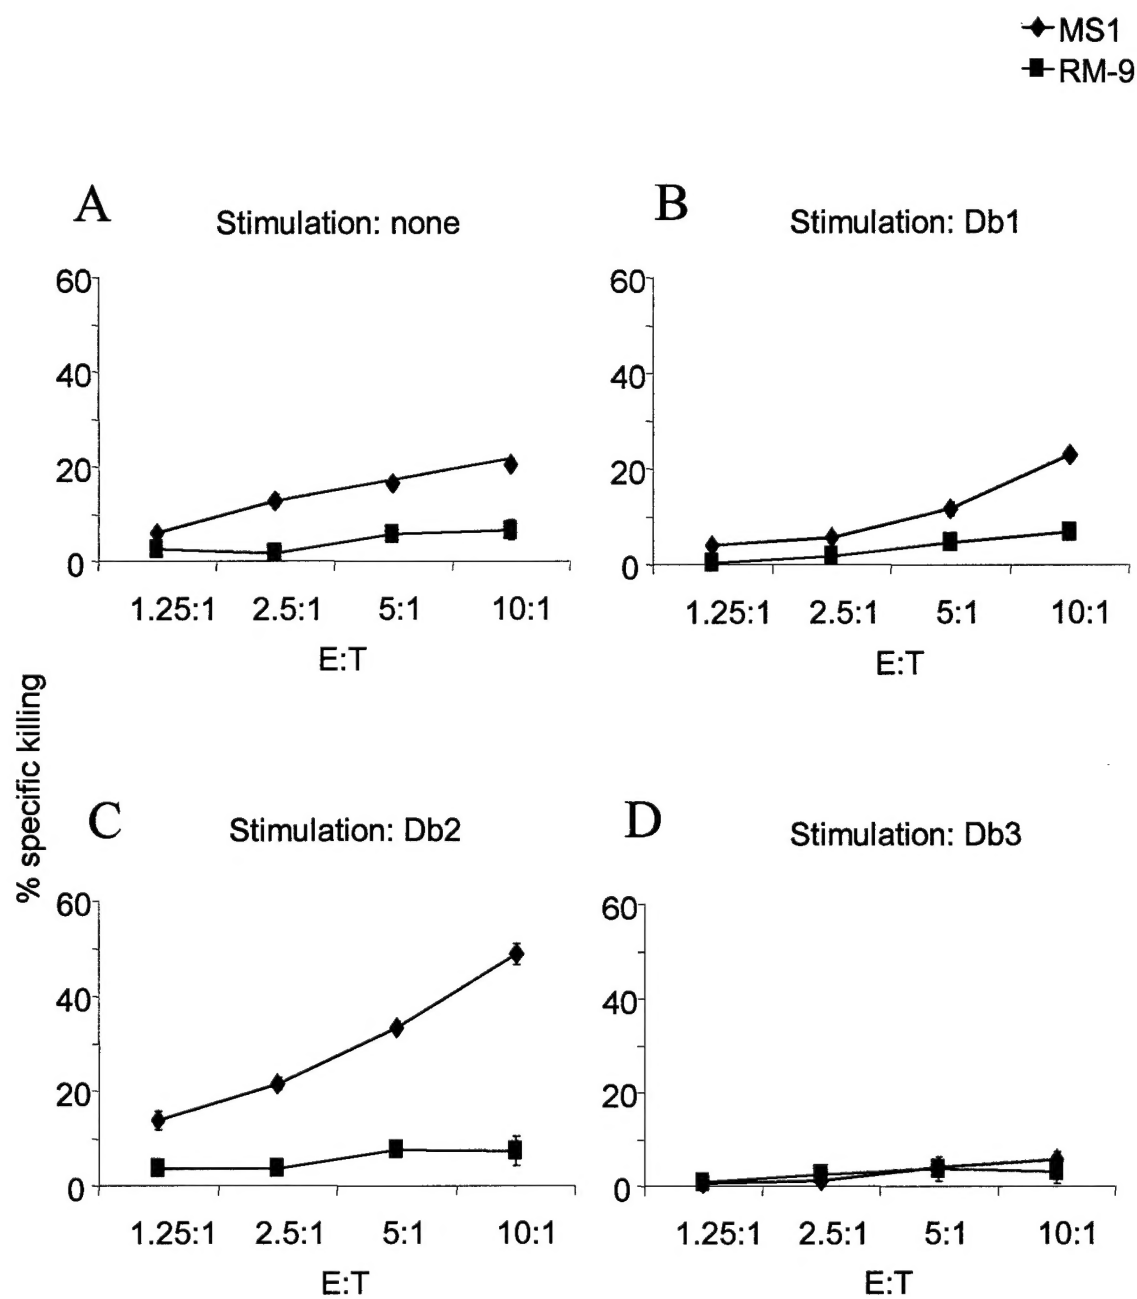 MS1
RM-9
A
Stimulation: none
60
40
20
0
1.25:1 2.5:1 5:1 10:1
E:T
B
Stimulation: Db1
60
40
20
0
1.25:1 2.5:1 5:1 10:1
E:T
% specific killing
C
Stimulation: Db2
60
40
20
0
1.25:1 2.5:1 5:1 10:1
E:T
D
Stimulation: Db3
60
40
20
0
1.25:1 2.5:1 5:1 10:1
E:T